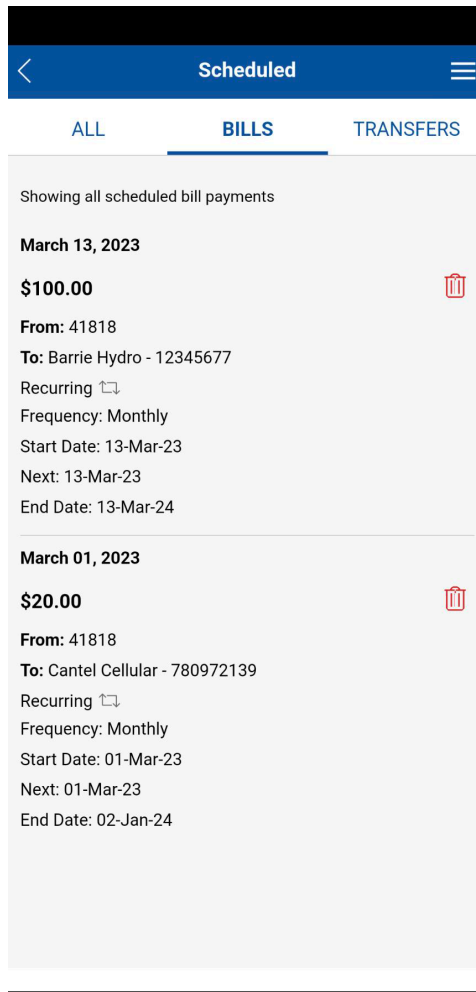 Scheduled
ALL BILLS TRANSFERS
Showing all scheduled bill payments
March 13, 2023
$100.00
From: 41818
To: Barrie Hydro - 12345677
Recurring
Frequency: Monthly
Start Date: 13-Mar-23
Next: 13-Mar-23
End Date: 13-Mar-24
March 01, 2023
$20.00
From: 41818
To: Cantel Cellular - 780972139
Recurring
Frequency: Monthly
Start Date: 01-Mar-23
Next: 01-Mar-23
End Date: 02-Jan-24